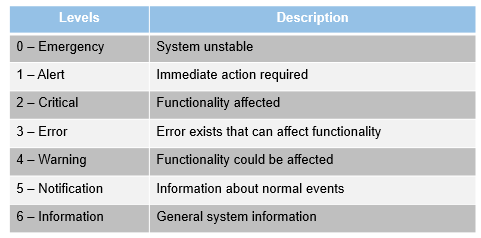 Levels Description
0 – Emergency System unstable
1 – Alert Immediate action required
2 – Critical Functionality affected
3 – Error Error exists that can affect functionality
4 – Warning Functionality could be affected
5 – Notification Information about normal events
6 – Information General system information